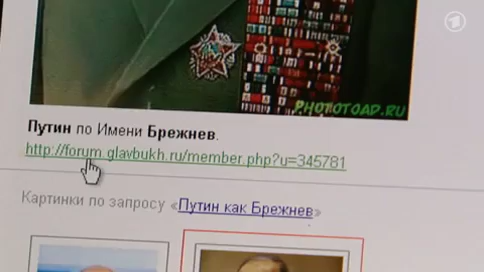 PHOTOTOAD.RU
Путин по Имени Брежнев.
http://forum.glavbukh.ru/member.php?u=345781
Картинки по запросу «Путин как Брежнев»